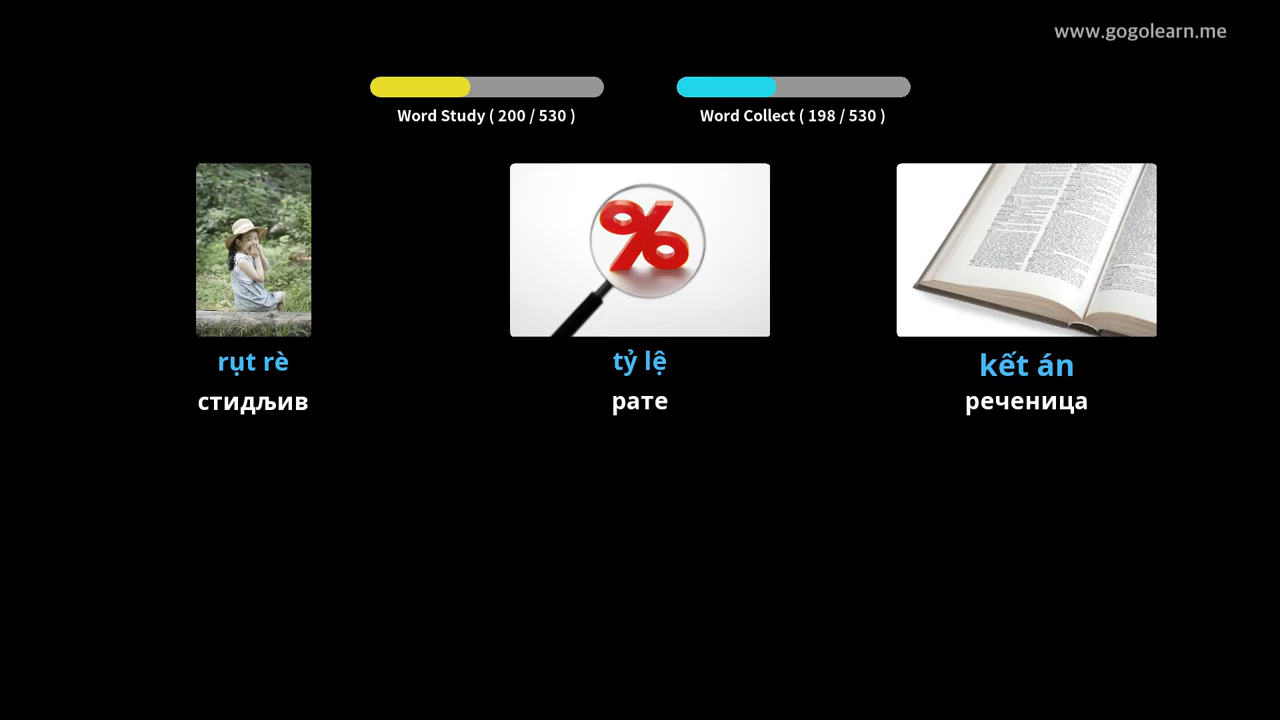 www.gogolearn.me
Word Study ( 200 / 530 )
Word Collect ( 198 / 530 )
rụt rè
tỷ lệ
kết án
стидљив
рате
реченица